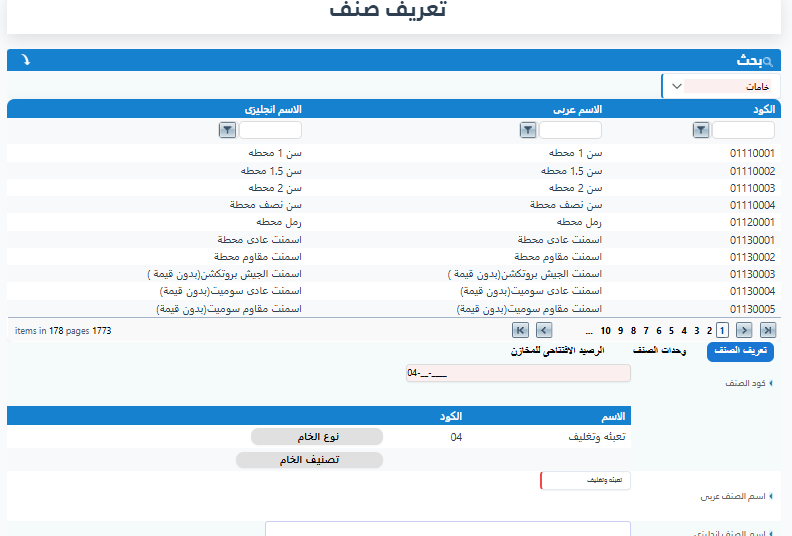 تعريف صنف
بحث
خامات
الكود الاسم عربى الاسم انجليزى
01110001 سن 1 محطه سن 1 محطه
01110002 سن 1.5 محطه سن 1.5 محطه
01110003 سن 2 محطه سن 2 محطه
01110004 سن نصف محطة سن نصف محطة
01120001 رمل محطه رمل محطه
01130001 اسمنت عادى محطة اسمنت عادى محطة
01130002 اسمنت مقاوم محطة اسمنت مقاوم محطة
01130003 اسمنت الجيش بروتكشن(بدون قيمة ) اسمنت الجيش بروتكشن(بدون قيمة )
01130004 اسمنت عادى سوميت(بدون قيمة) اسمنت عادى سوميت(بدون قيمة)
01130005 اسمنت مقاوم سوميت(بدون قيمة) اسمنت مقاوم سوميت(بدون قيمة)
1 2 3 4 5 6 7 8 9 10 ... items in 178 pages 1773
تعريف الصنف وحدات الصنف الرصيد الافتتاحى للمخازن
كود الصنف 04-__-____
الاسم الكود
تعبئه وتغليف 04 نوع الخام
تصنيف الخام
تعبئه وتغليف
اسم الصنف عربى
اسم الصنف انجليزى